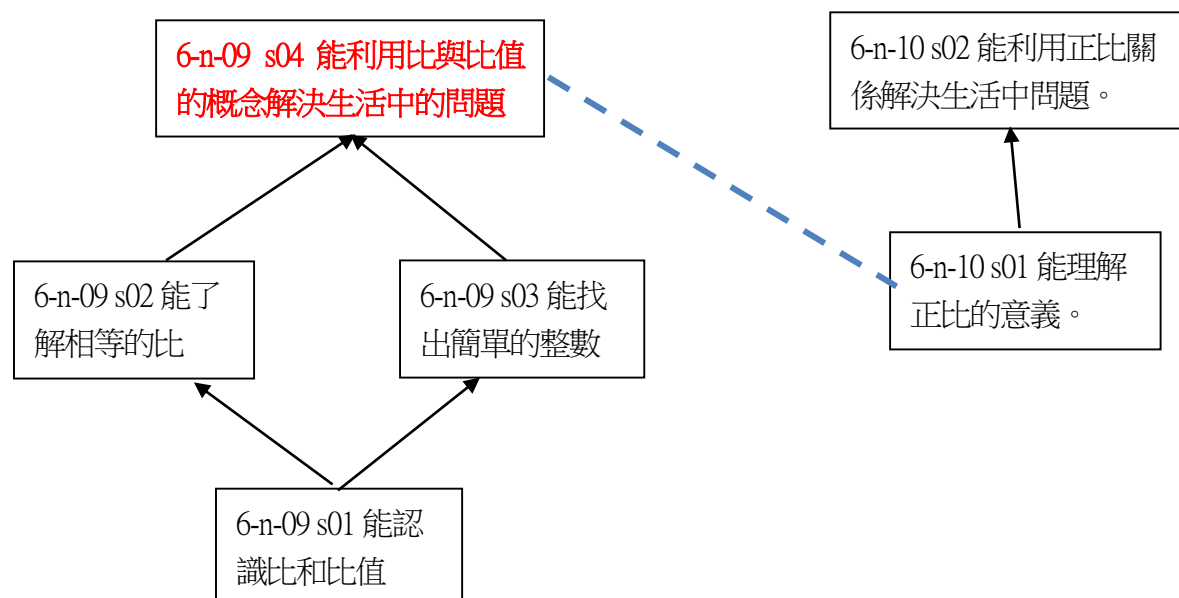 6-n-09 s04 能利用比與比值
的概念解決生活中的問題
6-n-10 s02 能利用正比關
係解決生活中問題。
6-n-09 s02 能了
解相等的比
6-n-09 s03 能找
出簡單的整數
6-n-10 s01 能理解
正比的意義。
6-n-09 s01 能認
識比和比值